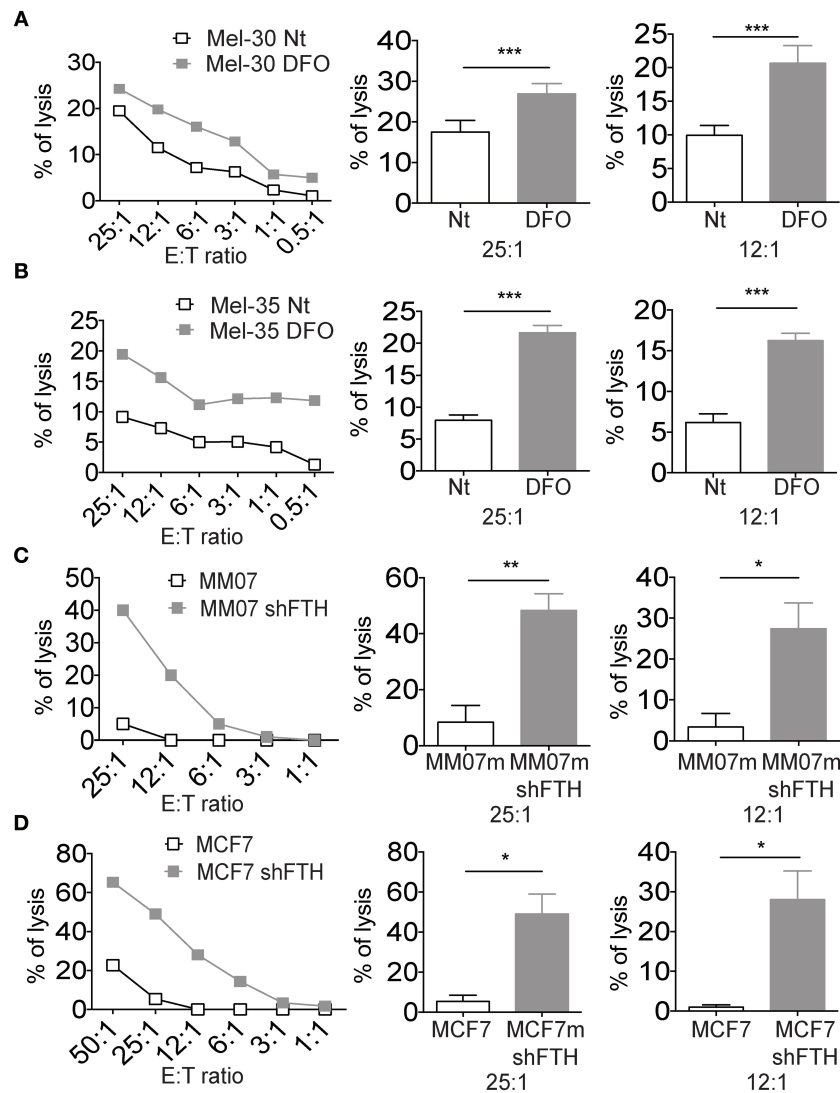 A
Mel-30 Nt
Mel-30 DFO
% of lysis
30
20
10
0
25:1 12:1 6:1 3:1 1:1 0.5:1
E:T ratio
***
% of lysis
40
30
20
10
0
Nt DFO
25:1
***
% of lysis
25
20
15
10
5
0
Nt DFO
12:1
B
Mel-35 Nt
Mel-35 DFO
% of lysis
25
20
15
10
5
0
25:1 12:1 6:1 3:1 1:1 0.5:1
E:T ratio
***
% of lysis
25
20
15
10
5
0
Nt DFO
25:1
***
% of lysis
20
15
10
5
0
Nt DFO
12:1
C
MM07
MM07 shFTH
% of lysis
50
40
30
20
10
0
25:1 12:1 6:1 3:1 1:1
E:T ratio
**
% of lysis
60
40
20
0
MM07m MM07m
shFTH
25:1
*
% of lysis
40
30
20
10
0
MM07m MM07m
shFTH
12:1
D
MCF7
MCF7 shFTH
% of lysis
80
60
40
20
0
50:1 25:1 12:1 6:1 3:1 1:1
E:T ratio
*
% of lysis
80
60
40
20
0
MCF7 MCF7m
shFTH
25:1
*
% of lysis
40
30
20
10
0
MCF7 MCF7
shFTH
12:1